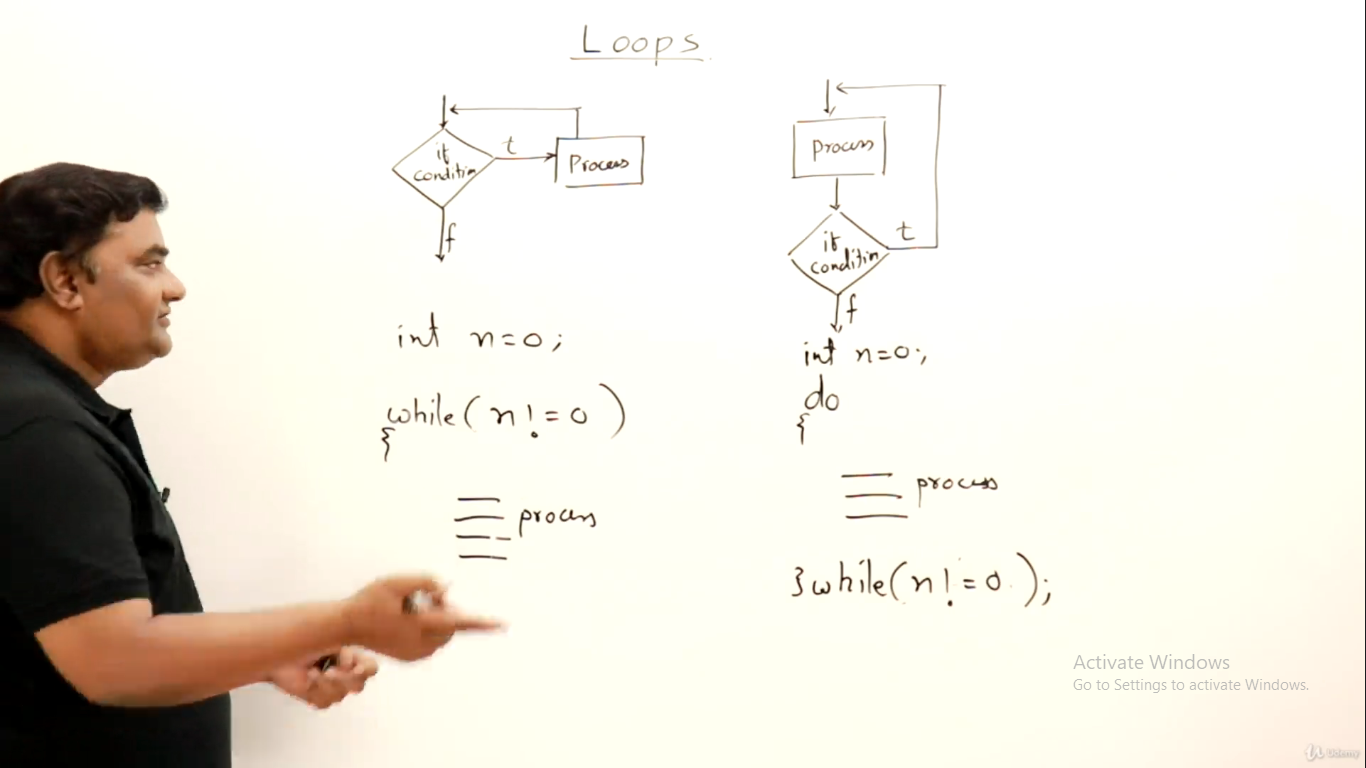 Loops
if
condition
t
Process
f
int n=0;
while(n!=0)
{
process
Process
if
condition
t
f
int n=0;
do
{
process
}while(n!=0);
Activate Windows
Go to Settings to activate Windows.
Udemy